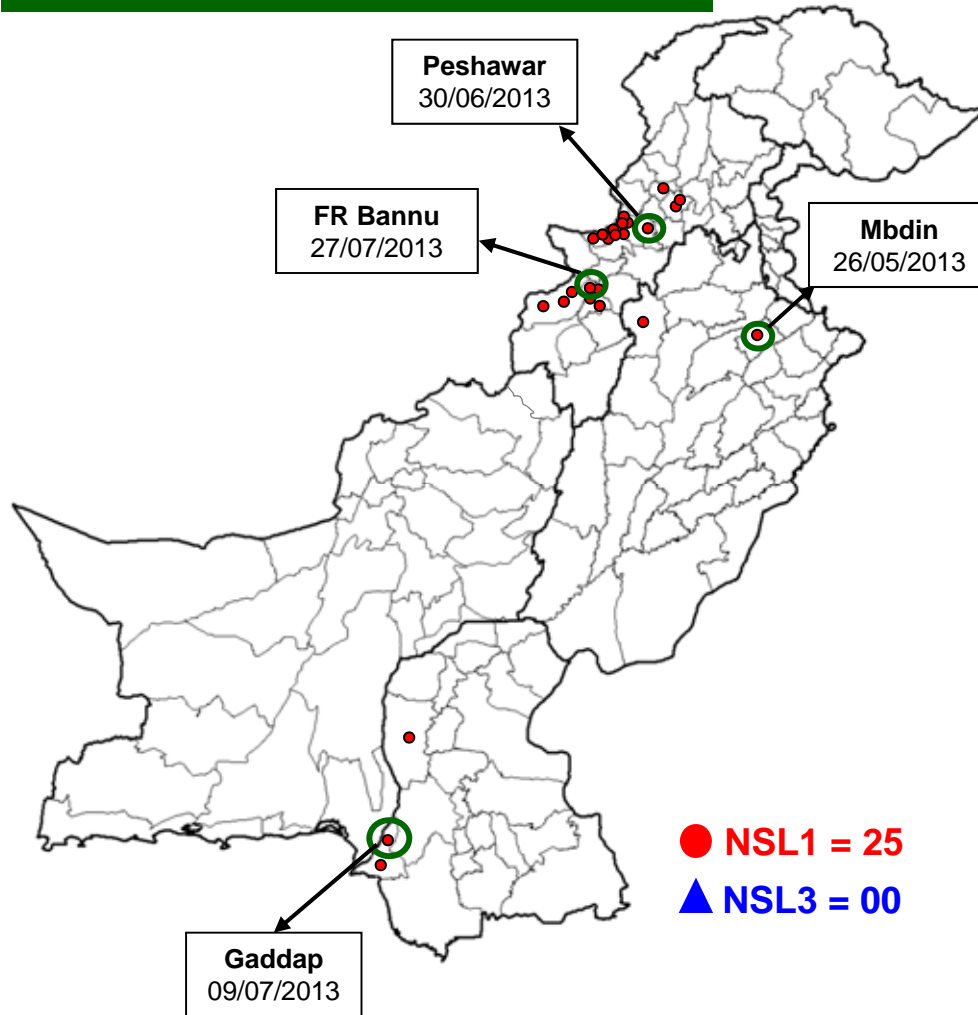 Peshawar
30/06/2013
FR Bannu
27/07/2013
Mbdin
26/05/2013
NSL1 = 25
NSL3 = 00
Gaddap
09/07/2013